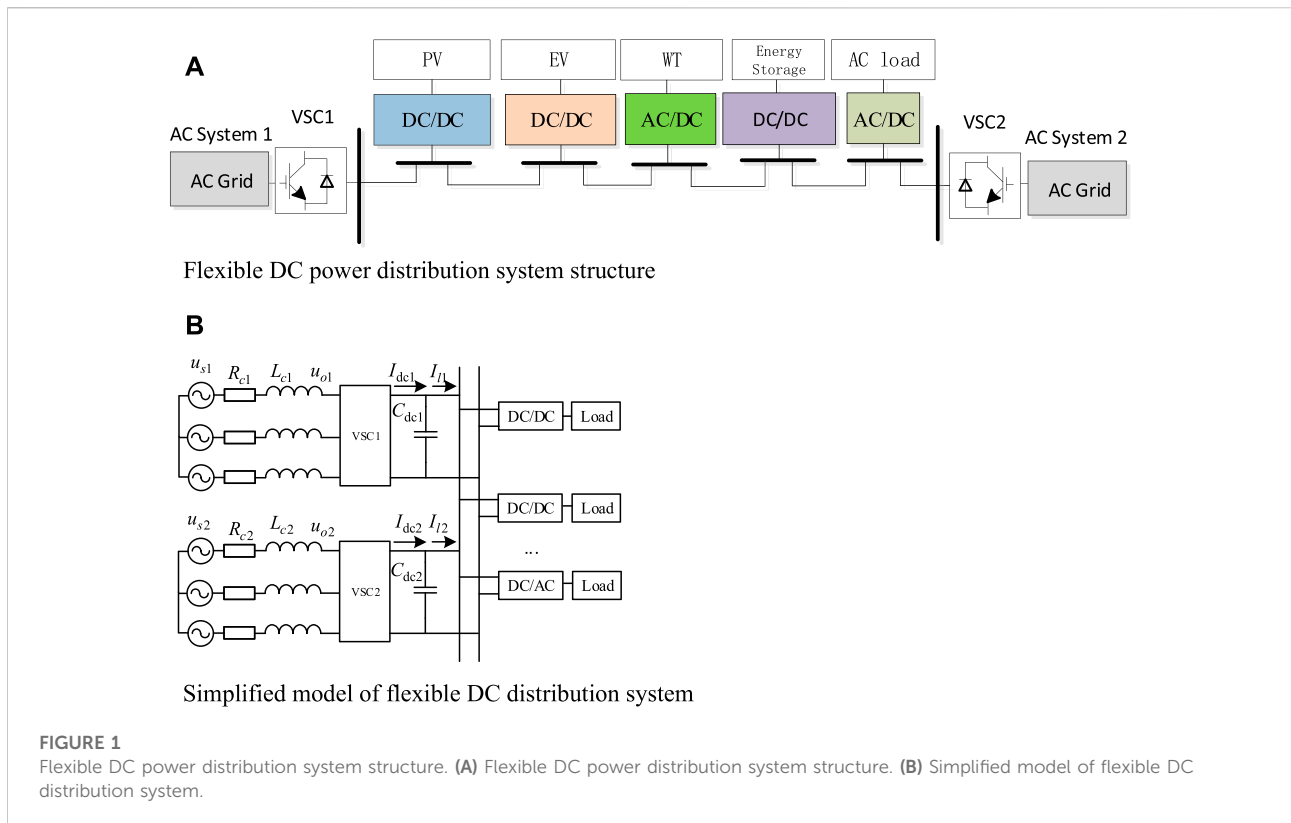 A
PV
EV
WT
Energy
Storage
AC load
DC/DC
DC/DC
AC/DC
DC/DC
AC/DC
VSC1
VSC2
AC System 1
AC System 2
AC Grid
AC Grid
Flexible DC power distribution system structure
B
us1
Rc1
Lc1
uo1
Idc1
Il1
Cdc1
VSC1
DC/DC
Load
DC/DC
Load
us2
Rc2
Lc2
uo2
Idc2
Il2
...
Cdc2
VSC2
DC/AC
Load
Simplified model of flexible DC distribution system
FIGURE 1
Flexible DC power distribution system structure. (A) Flexible DC power distribution system structure. (B) Simplified model of flexible DC
distribution system.